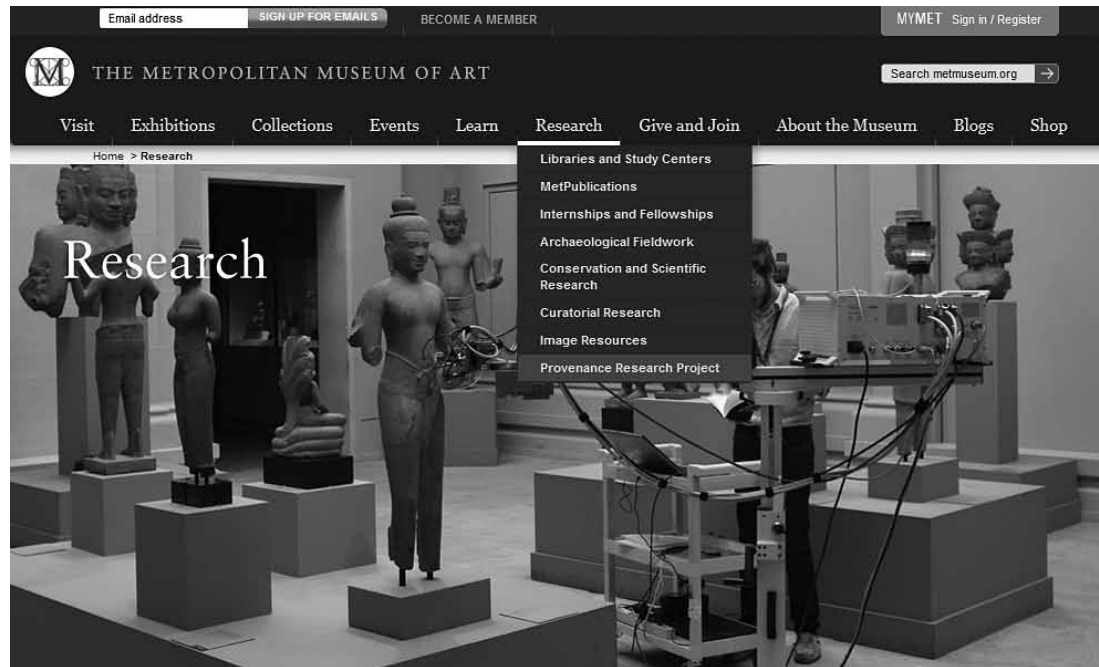 Email address SIGN UP FOR EMAILS BECOME A MEMBER MYMET Sign in / Register
THE METROPOLITAN MUSEUM OF ART
Search metmuseum.org
Visit Exhibitions Collections Events Learn Research Give and Join About the Museum Blogs Shop
Home > Research
Libraries and Study Centers
MetPublications
Internships and Fellowships
Archaeological Fieldwork
Conservation and Scientific
Research
Curatorial Research
Image Resources
Provenance Research Project
Research